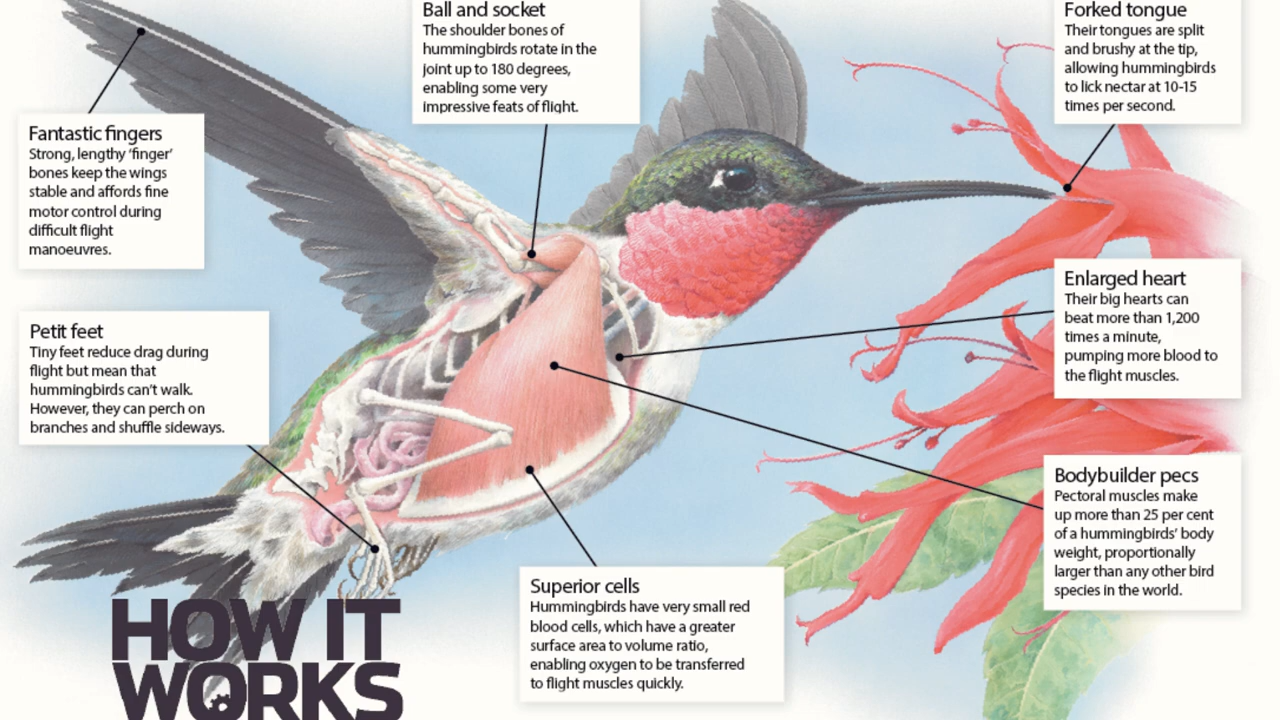 Ball and socket
The shoulder bones of
hummingbirds rotate in the
joint up to 180 degrees,
enabling some very
impressive feats of flight.
Forked tongue
Their tongues are split
and brushy at the tip,
allowing hummingbirds
to lick nectar at 10-15
times per second.
Fantastic fingers
Strong, lengthy 'finger'
bones keep the wings
stable and affords fine
motor control during
difficult flight
manoeuvres.
Enlarged heart
Their big hearts can
beat more than 1,200
times a minute,
pumping more blood to
the flight muscles.
Petit feet
Tiny feet reduce drag during
flight but mean that
hummingbirds can't walk.
However, they can perch on
branches and shuffle sideways.
Bodybuilder pecs
Pectoral muscles make
up more than 25 per cent
of a hummingbirds' body
weight, proportionally
larger than any other bird
species in the world.
Superior cells
Hummingbirds have very small red
blood cells, which have a greater
surface area to volume ratio,
enabling oxygen to be transferred
to flight muscles quickly.
HOW IT
WORKS